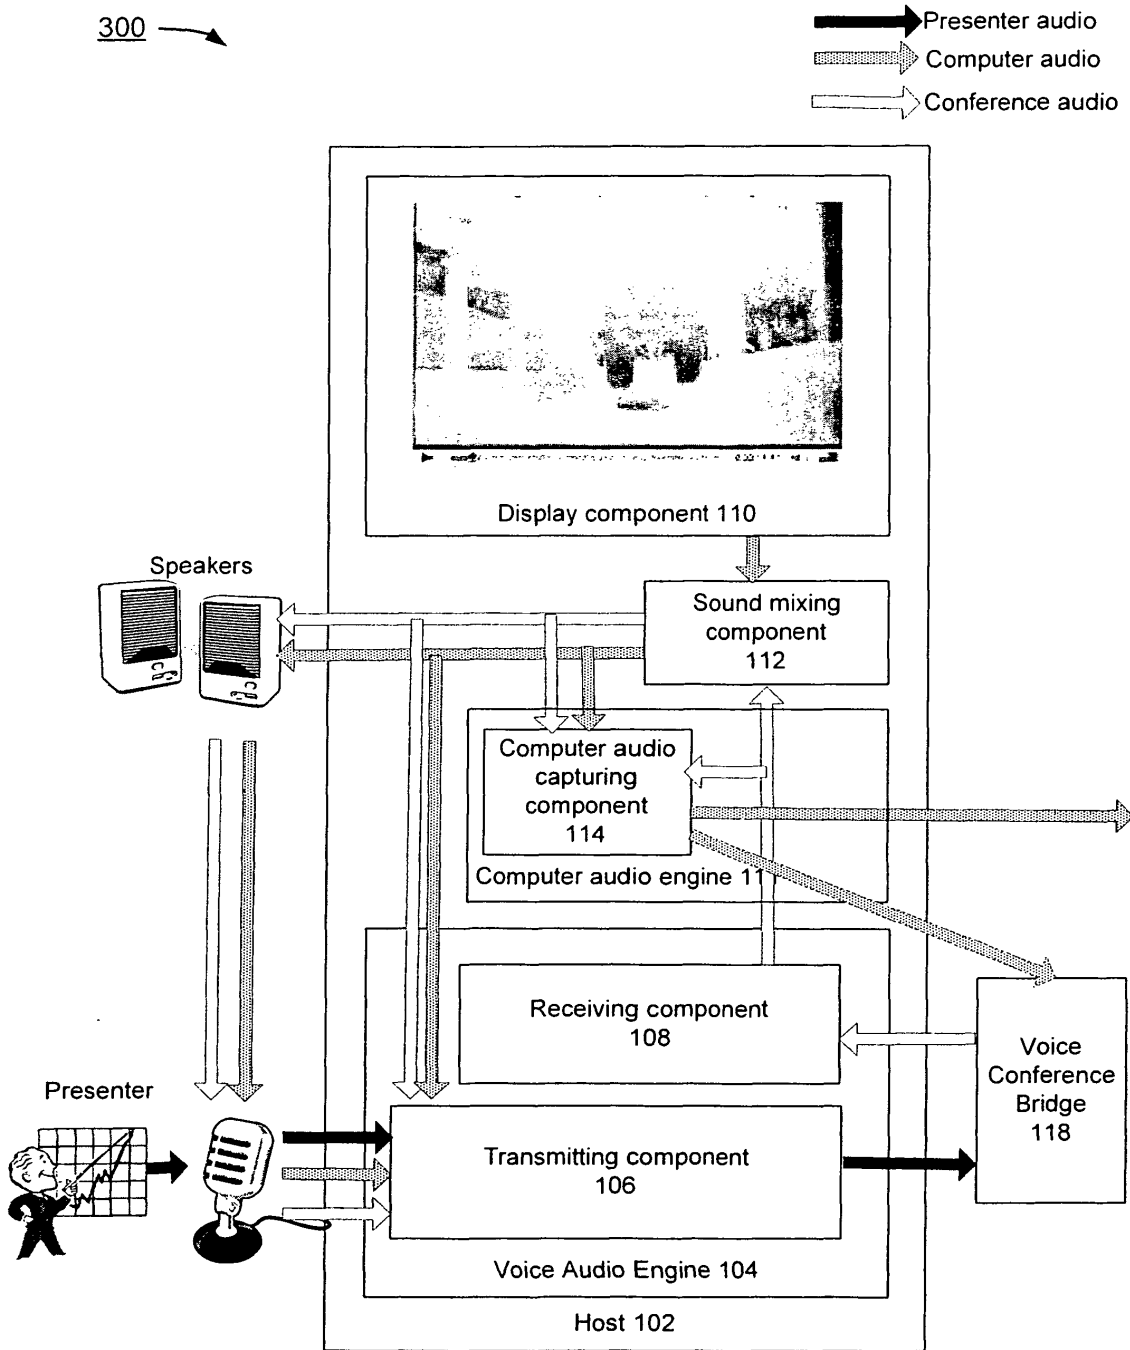 300
Presenter audio
Computer audio
Conference audio
Display component 110
Speakers
Sound mixing
component
112
Computer audio
capturing
component
114
Computer audio engine 11
Receiving component
108
Voice
Conference
Bridge
118
Presenter
Transmitting component
106
Voice Audio Engine 104
Host 102